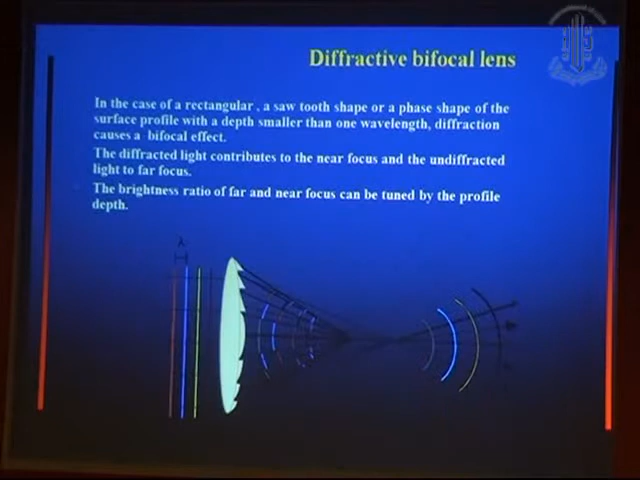 Diffractive bifocal lens
In the case of a rectangular , a saw tooth shape or a phase shape of the
surface profile with a depth smaller than one wavelength, diffraction
causes a bifocal effect.
The diffracted light contributes to the near focus and the undiffracted
light to far focus.
The brightness ratio of far and near focus can be tuned by the profile
depth.
λ